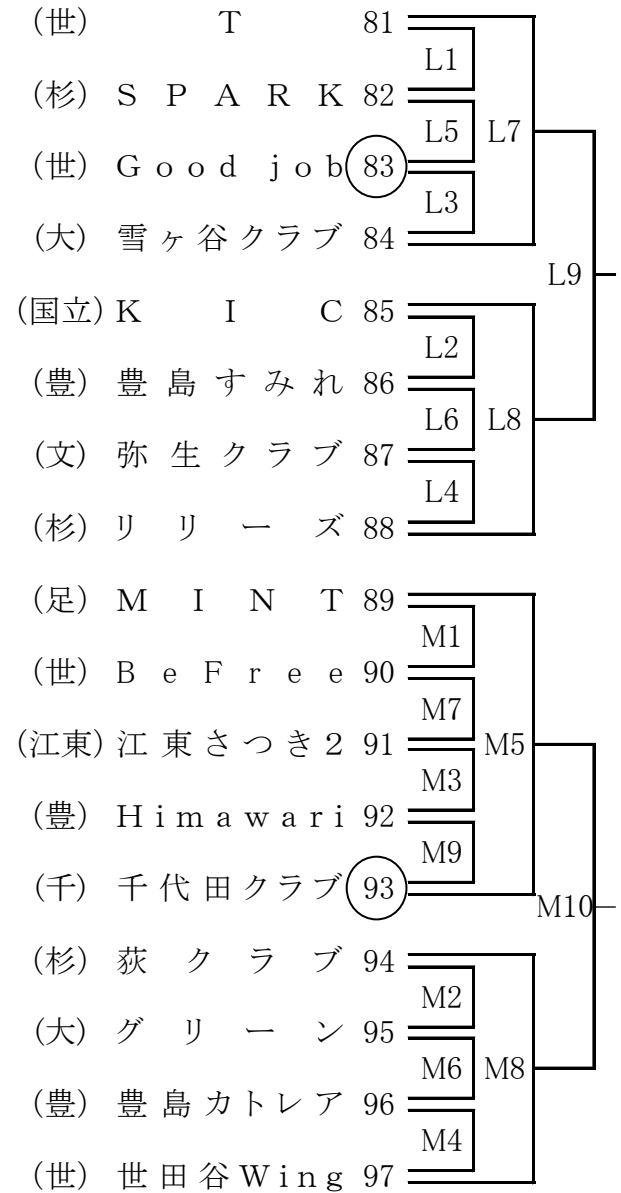 (世) T 81
L1
(杉) SPARK 82
L5 L7
(世) Good job 83
L3
(大) 雪ヶ谷クラブ 84
L9
(国立) KIC 85
L2
(豊) 豊島すみれ 86
L6 L8
(文) 弥生クラブ 87
L4
(杉) リリーズ 88
(足) MINT 89
M1
(世) BeFree 90
M7
(江東) 江東さつき2 91 M5
M3
(豊) Himawari 92
M9
(千) 千代田クラブ 93
M10
(杉) 荻クラブ 94
M2
(大) グリーン 95
M6 M8
(豊) 豊島カトレア 96
M4
(世) 世田谷Wing 97